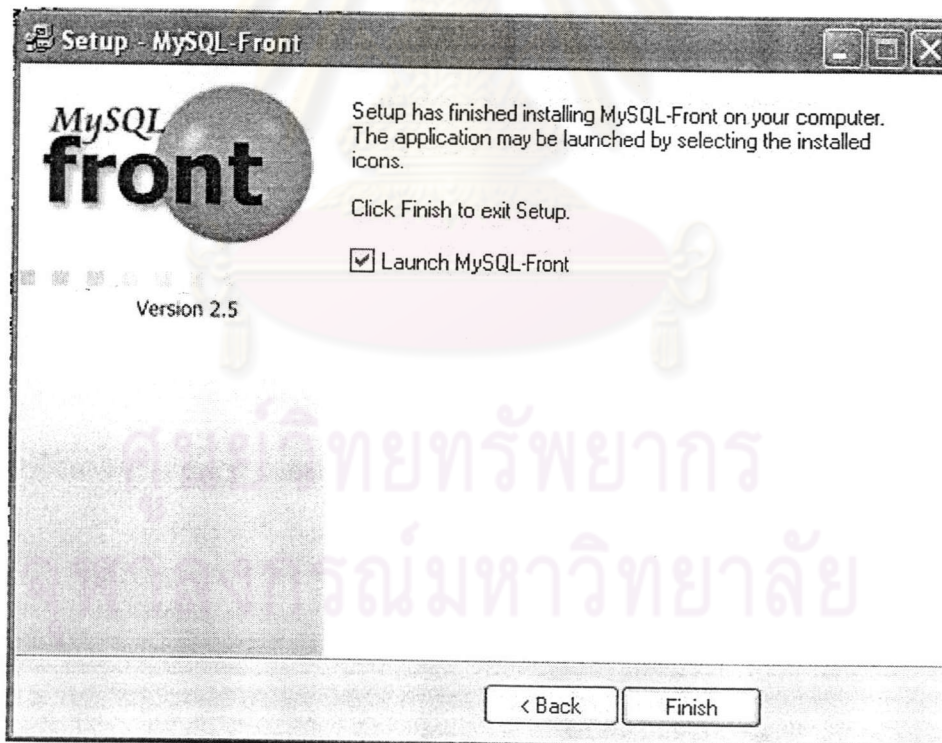 Setup - MySQL-Front
MySQL
front
Version 2.5
Setup has finished installing MySQL-Front on your computer.
The application may be launched by selecting the installed
icons.
Click Finish to exit Setup.
Launch MySQL-Front
ศูนย์วิทยทรัพยากร
จุฬาลงกรณ์มหาวิทยาลัย
< Back
Finish